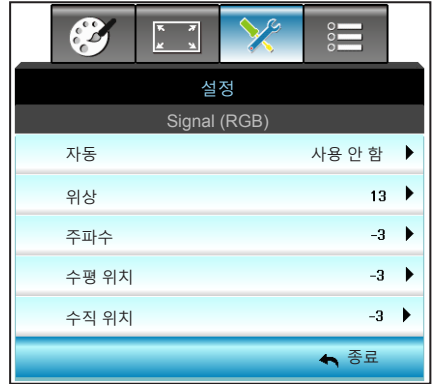 설정
Signal (RGB)
자동 사용 안 함
위상 13
주파수 -3
수평 위치 -3
수직 위치 -3
종료